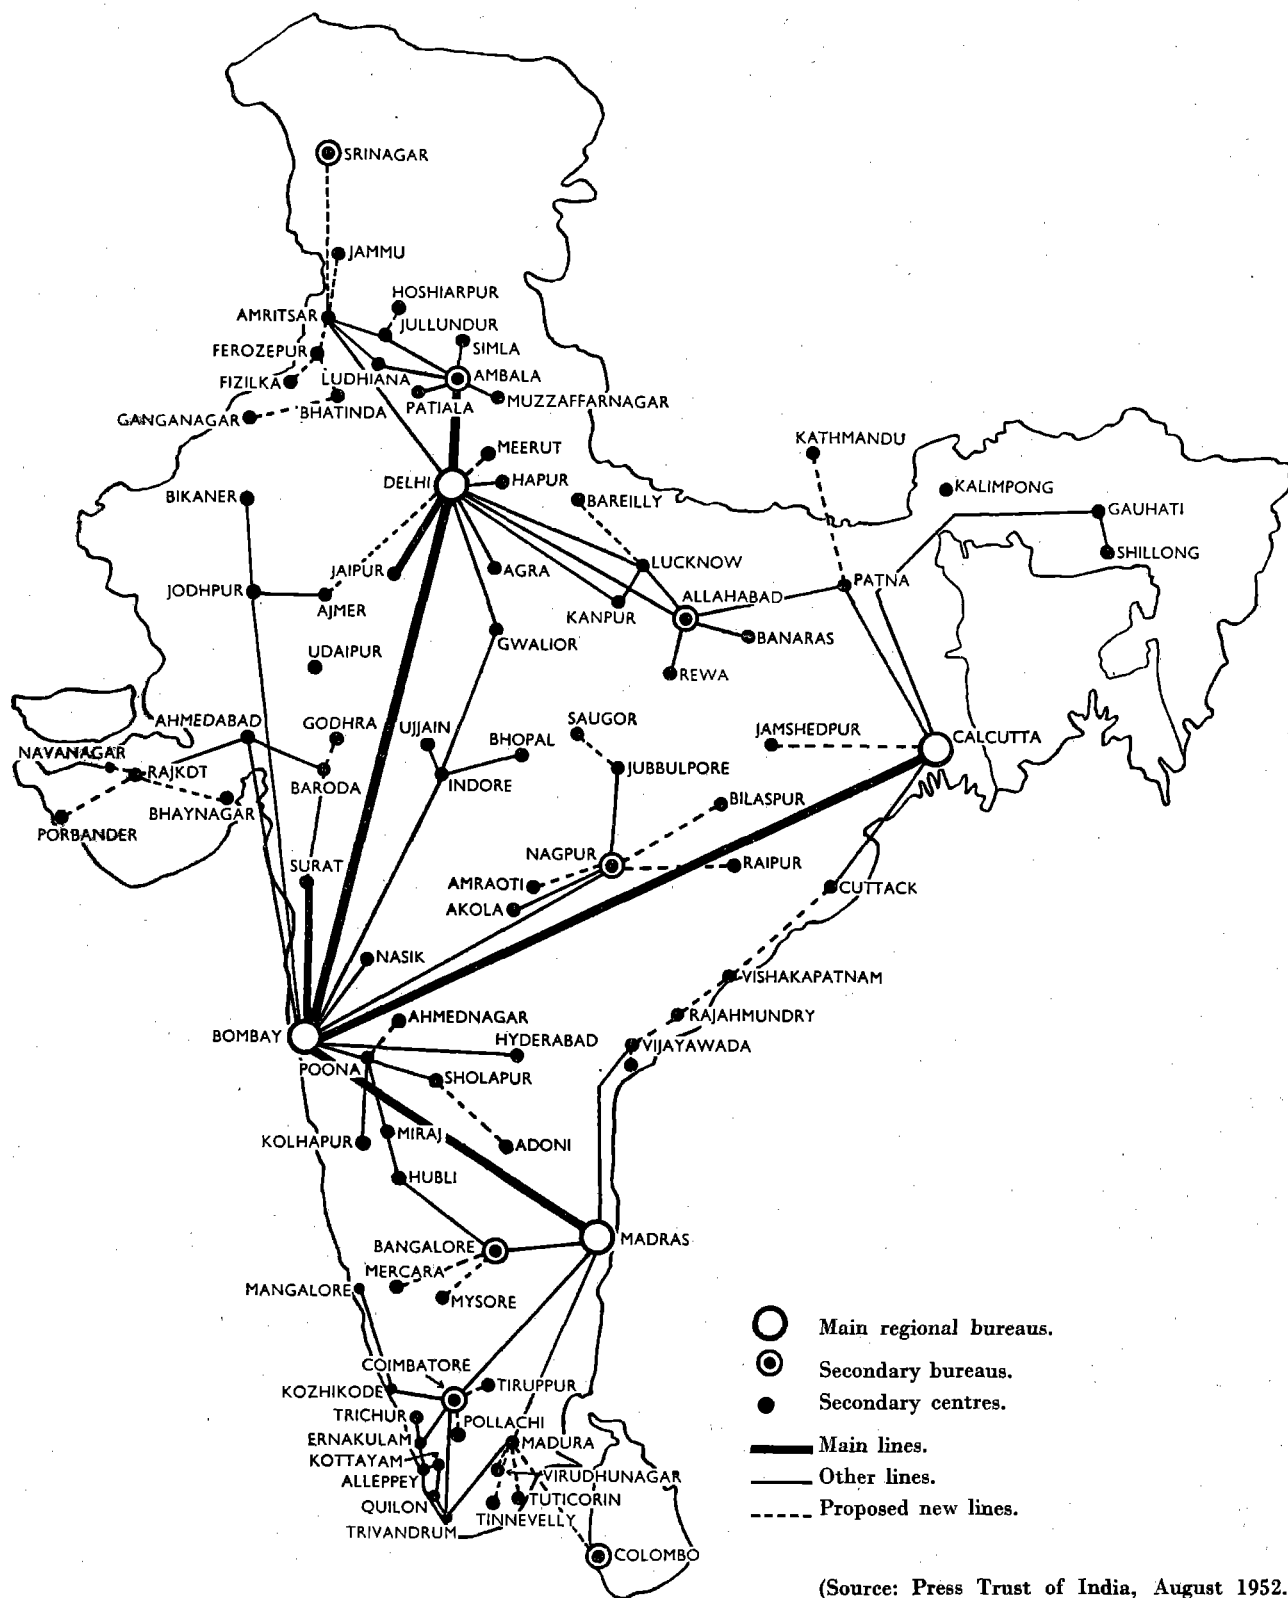 SRINAGAR
JAMMU
HOSHIARPUR
AMRITSAR
JULLUNDUR
SIMLA
FEROZEPUR
FIZILKA
LUDHIANA
AMBALA
GANGANAGAR
BHATINDA
PATIALA
MUZZAFFARNAGAR
MEERUT
DELHI
HAPUR
KATHMANDU
BIKANER
BAREILLY
KALIMPONG
GAUHATI
SHILLONG
JAIPUR
AGRA
LUCKNOW
JODHPUR
AJMER
KANPUR
ALLAHABAD
PATNA
UDAIPUR
GWALIOR
BANARAS
REWA
AHMEDABAD
GODHRA
UJJAIN
SAUGOR
JAMSHEDPUR
CALCUTTA
NAVANAGAR
RAJKOT
BHOPAL
JUBBULPORE
BARODA
INDORE
BHAYNAGAR
BILASPUR
PORBANDER
SURAT
NAGPUR
RAIPUR
AMRAOTI
AKOLA
CUTTACK
NASIK
VISHAKAPATNAM
AHMEDNAGAR
RAJAHMUNDRY
BOMBAY
HYDERABAD
VIJAYAWADA
POONA
SHOLAPUR
KOLHAPUR
MIRAJ
ADONI
HUBLI
BANGALORE
MADRAS
MERCARA
MANGALORE
MYSORE
COIMBATORE
KOZHIKODE
TIRUPPUR
TRICHUR
POLLACHI
ERNAKULAM
MADURA
KOTTAYAM
ALLEPPEY
VIRUDHUNAGAR
QUILON
TUTICORIN
TRIVANDRUM
TINNEVELLY
COLOMBO
Main regional bureaus.
Secondary bureaus.
Secondary centres.
Main lines.
Other lines.
Proposed new lines.
(Source: Press Trust of India, August 1952.